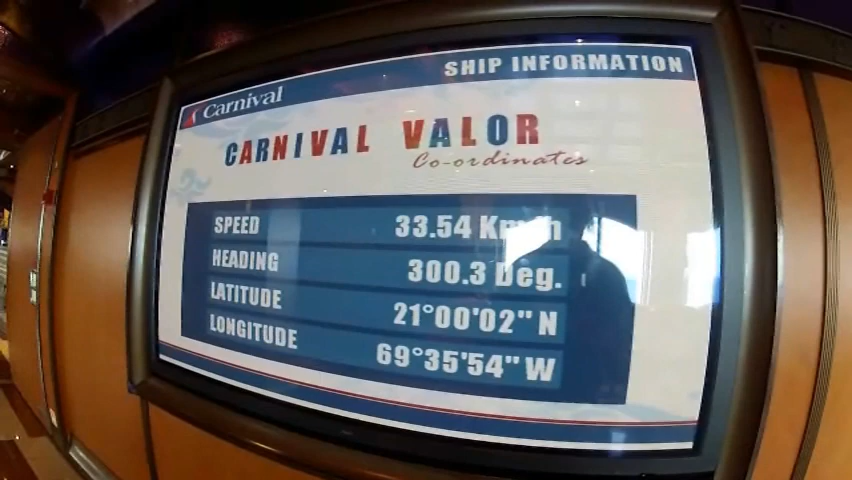 SHIP INFORMATION
Carnival
CARNIVAL VALOR
Co-ordinates
SPEED 33.54 Km/h
HEADING 300.3 Deg.
LATITUDE 21°00'02" N
LONGITUDE 69°35'54" W